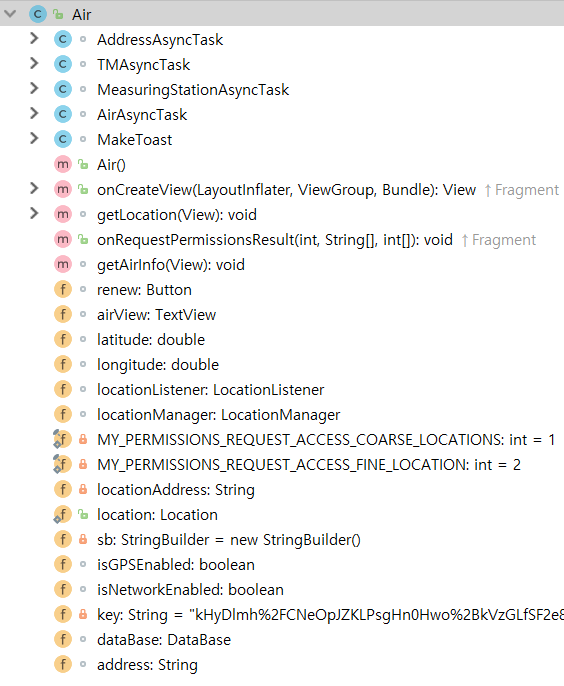 C Air
C AddressAsyncTask
C TMAsyncTask
C MeasuringStationAsyncTask
C AirAsyncTask
C MakeToast
m Air()
m onCreateView(LayoutInflater, ViewGroup, Bundle): View ↑Fragment
m getLocation(View): void
m onRequestPermissionsResult(int, String[], int[]): void ↑Fragment
m getAirInfo(View): void
f renew: Button
f airView: TextView
f latitude: double
f longitude: double
f locationListener: LocationListener
f locationManager: LocationManager
f MY_PERMISSIONS_REQUEST_ACCESS_COARSE_LOCATIONS: int = 1
f MY_PERMISSIONS_REQUEST_ACCESS_FINE_LOCATION: int = 2
f locationAddress: String
f location: Location
f sb: StringBuilder = new StringBuilder()
f isGPSEnabled: boolean
f isNetworkEnabled: boolean
f key: String = "kHyDlmh%2FCNeOpJZKLPsgHn0Hwo%2BkVzGLfSF2e8
f dataBase: DataBase
f address: String